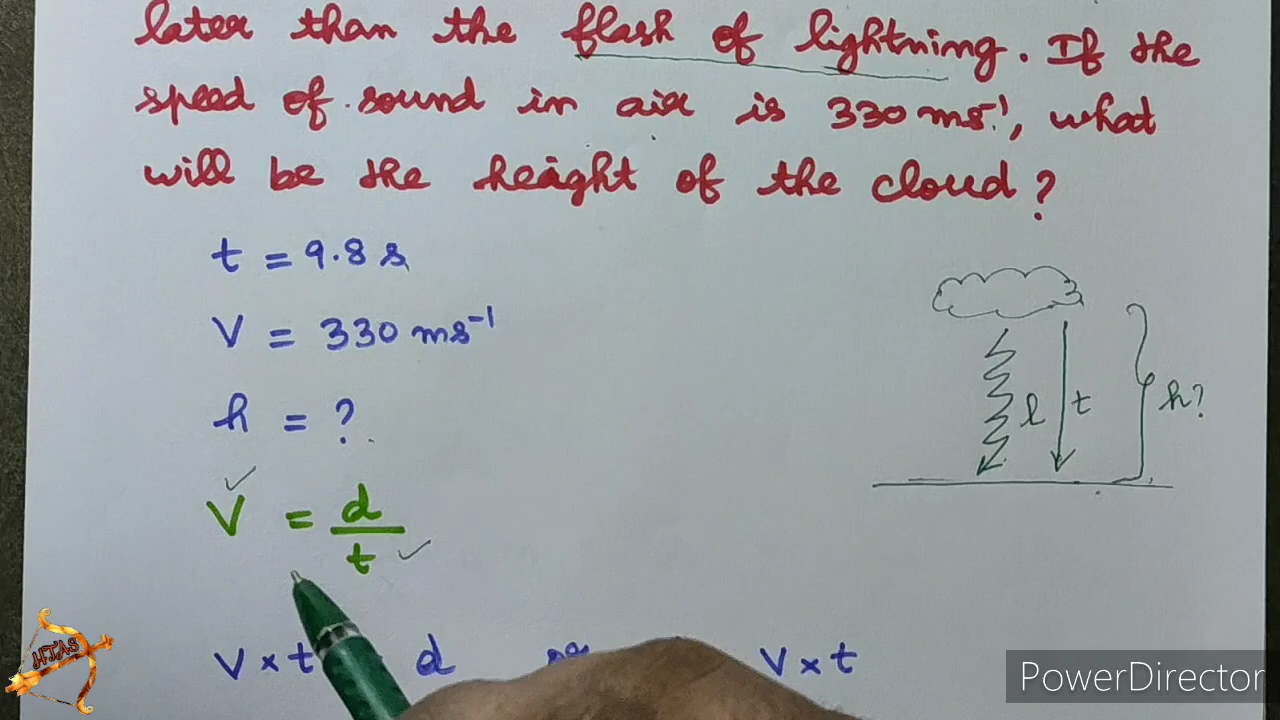 later than the flash of lightning. If the
speed of sound in air is 330 ms⁻¹, what
will be the height of the cloud?
t = 9.8 s
V = 330 ms⁻¹
h = ?
l t h?
V = d/t
V × t d V × t
HTAS
PowerDirector